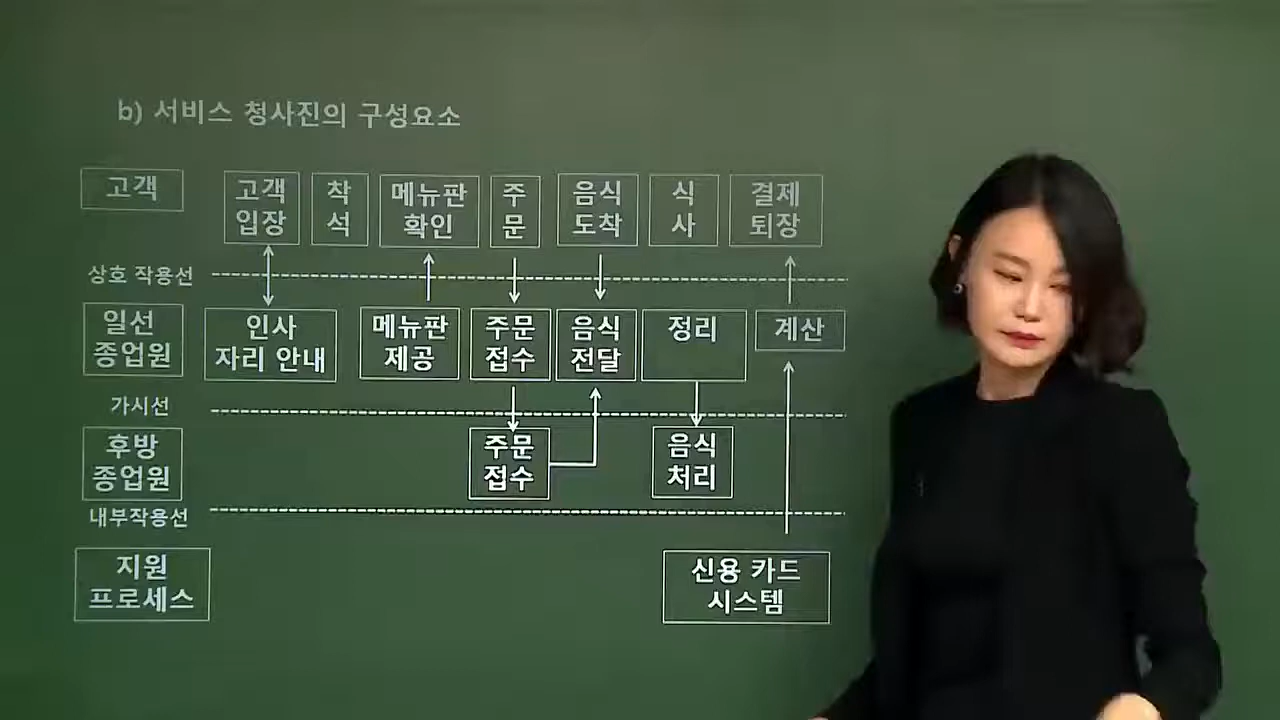 b) 서비스 청사진의 구성요소
고객
고객
입장
착
석
메뉴판
확인
주
문
음식
도착
식
사
결제
퇴장
상호 작용선
일선
종업원
인사
자리 안내
메뉴판
제공
주문
접수
음식
전달
정리
계산
가시선
후방
종업원
주문
접수
음식
처리
내부작용선
지원
프로세스
신용 카드
시스템